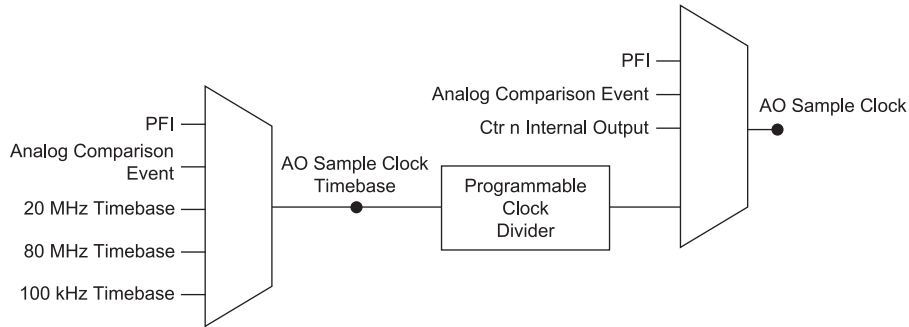 PFI
Analog Comparison Event
Ctr n Internal Output
AO Sample Clock
PFI
Analog Comparison
Event
20 MHz Timebase
80 MHz Timebase
100 kHz Timebase
AO Sample Clock
Timebase
Programmable
Clock
Divider